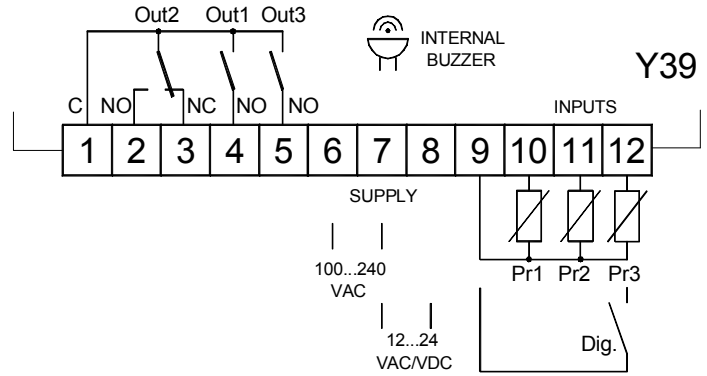 Out2 Out1 Out3
INTERNAL
BUZZER
Y39
C NO NC NO NO INPUTS
1 2 3 4 5 6 7 8 9 10 11 12
SUPPLY
100...240
VAC
Pr1 Pr2 Pr3
12...24
VAC/VDC
Dig.